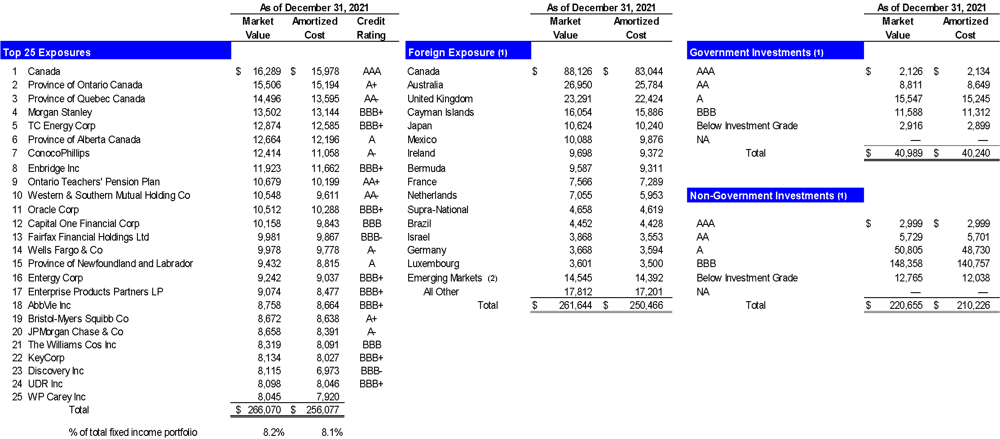 As of December 31, 2021 As of December 31, 2021 As of December 31, 2021
Market Amortized Credit Market Amortized Market Amortized
Value Cost Rating Value Cost Value Cost
Top 25 Exposures Foreign Exposure (1) Government Investments (1)
1 Canada $ 16,289 $ 15,978 AAA Canada $ 88,126 $ 83,044 AAA $ 2,126 $ 2,134
2 Province of Ontario Canada 15,506 15,194 A+ Australia 26,950 25,784 AA 8,811 8,649
3 Province of Quebec Canada 14,496 13,595 AA- United Kingdom 23,291 22,424 A 15,547 15,245
4 Morgan Stanley 13,502 13,144 BBB+ Cayman Islands 16,054 15,886 BBB 11,588 11,312
5 TC Energy Corp 12,874 12,585 BBB+ Japan 10,624 10,240 Below Investment Grade 2,916 2,899
6 Province of Alberta Canada 12,664 12,196 A Mexico 10,088 9,876 NA — —
7 ConocoPhillips 12,414 11,058 A- Ireland 9,698 9,372 Total $ 40,989 $ 40,240
8 Enbridge Inc 11,923 11,662 BBB+ Bermuda 9,587 9,311
9 Ontario Teachers' Pension Plan 10,679 10,199 AA+ France 7,566 7,289
10 Western & Southern Mutual Holding Co 10,548 9,611 AA- Netherlands 7,055 5,953 Non-Government Investments (1)
11 Oracle Corp 10,512 10,288 BBB+ Supra-National 4,658 4,619
12 Capital One Financial Corp 10,158 9,843 BBB Brazil 4,452 4,428 AAA $ 2,999 $ 2,999
13 Fairfax Financial Holdings Ltd 9,981 9,867 BBB- Israel 3,868 3,553 AA 5,729 5,701
14 Wells Fargo & Co 9,978 9,778 A- Germany 3,668 3,594 A 50,805 48,730
15 Province of Newfoundland and Labrador 9,432 8,815 A Luxembourg 3,601 3,500 BBB 148,358 140,757
16 Entergy Corp 9,242 9,037 BBB+ Emerging Markets (2) 14,545 14,392 Below Investment Grade 12,765 12,038
17 Enterprise Products Partners LP 9,074 8,477 BBB+ All Other 17,812 17,201 NA — —
18 AbbVie Inc 8,758 8,664 BBB+ Total $ 261,644 $ 250,466 Total $ 220,655 $ 210,226
19 Bristol-Myers Squibb Co 8,672 8,638 A+
20 JPMorgan Chase & Co 8,658 8,391 A-
21 The Williams Cos Inc 8,319 8,091 BBB
22 KeyCorp 8,134 8,027 BBB+
23 Discovery Inc 8,115 6,973 BBB-
24 UDR Inc 8,098 8,046 BBB+
25 WP Carey Inc 8,045 7,920
Total $ 266,070 $ 256,077
% of total fixed income portfolio 8.2% 8.1%